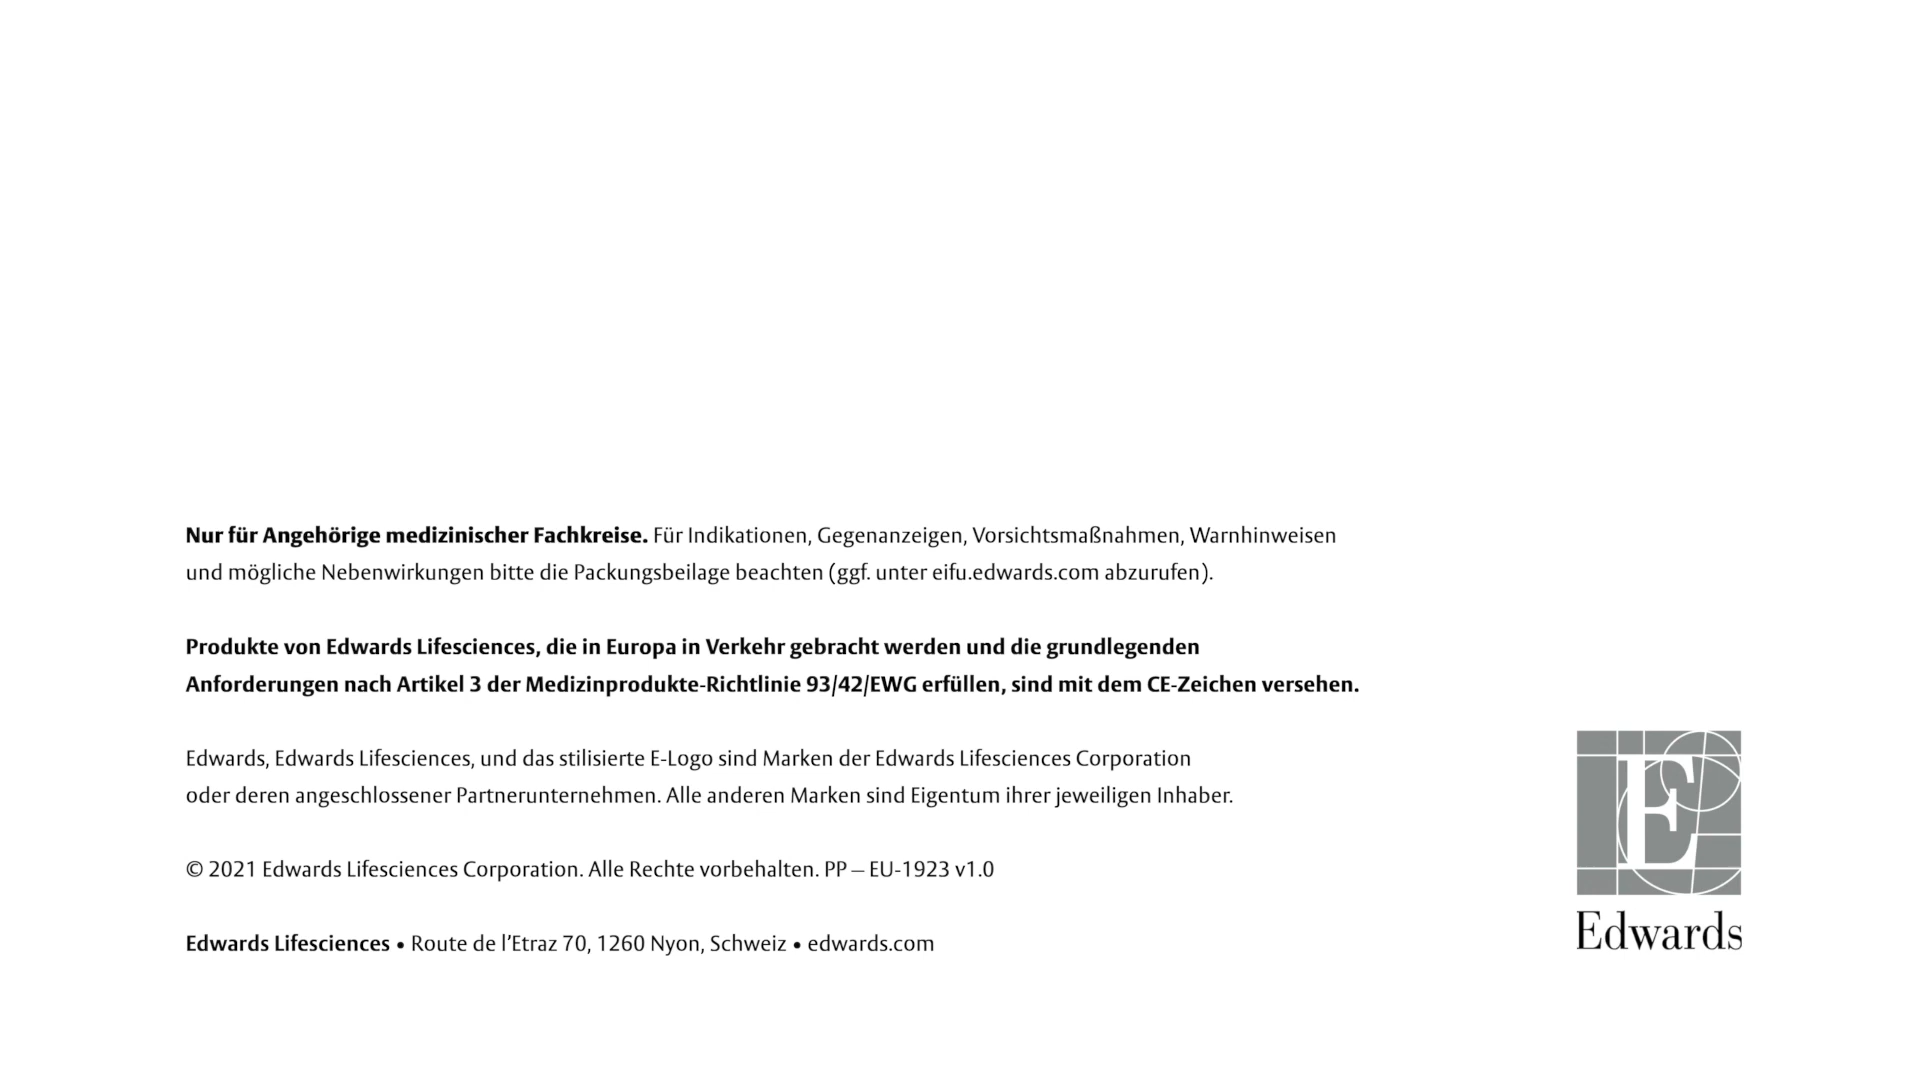 Nur für Angehörige medizinischer Fachkreise. Für Indikationen, Gegenanzeigen, Vorsichtsmaßnahmen, Warnhinweisen
und mögliche Nebenwirkungen bitte die Packungsbeilage beachten (ggf. unter eifu.edwards.com abzurufen).
Produkte von Edwards Lifesciences, die in Europa in Verkehr gebracht werden und die grundlegenden
Anforderungen nach Artikel 3 der Medizinprodukte-Richtlinie 93/42/EWG erfüllen, sind mit dem CE-Zeichen versehen.
Edwards, Edwards Lifesciences, und das stilisierte E-Logo sind Marken der Edwards Lifesciences Corporation
oder deren angeschlossener Partnerunternehmen. Alle anderen Marken sind Eigentum ihrer jeweiligen Inhaber.
© 2021 Edwards Lifesciences Corporation. Alle Rechte vorbehalten. PP – EU-1923 v1.0
Edwards Lifesciences • Route de l’Etraz 70, 1260 Nyon, Schweiz • edwards.com
E
Edwards